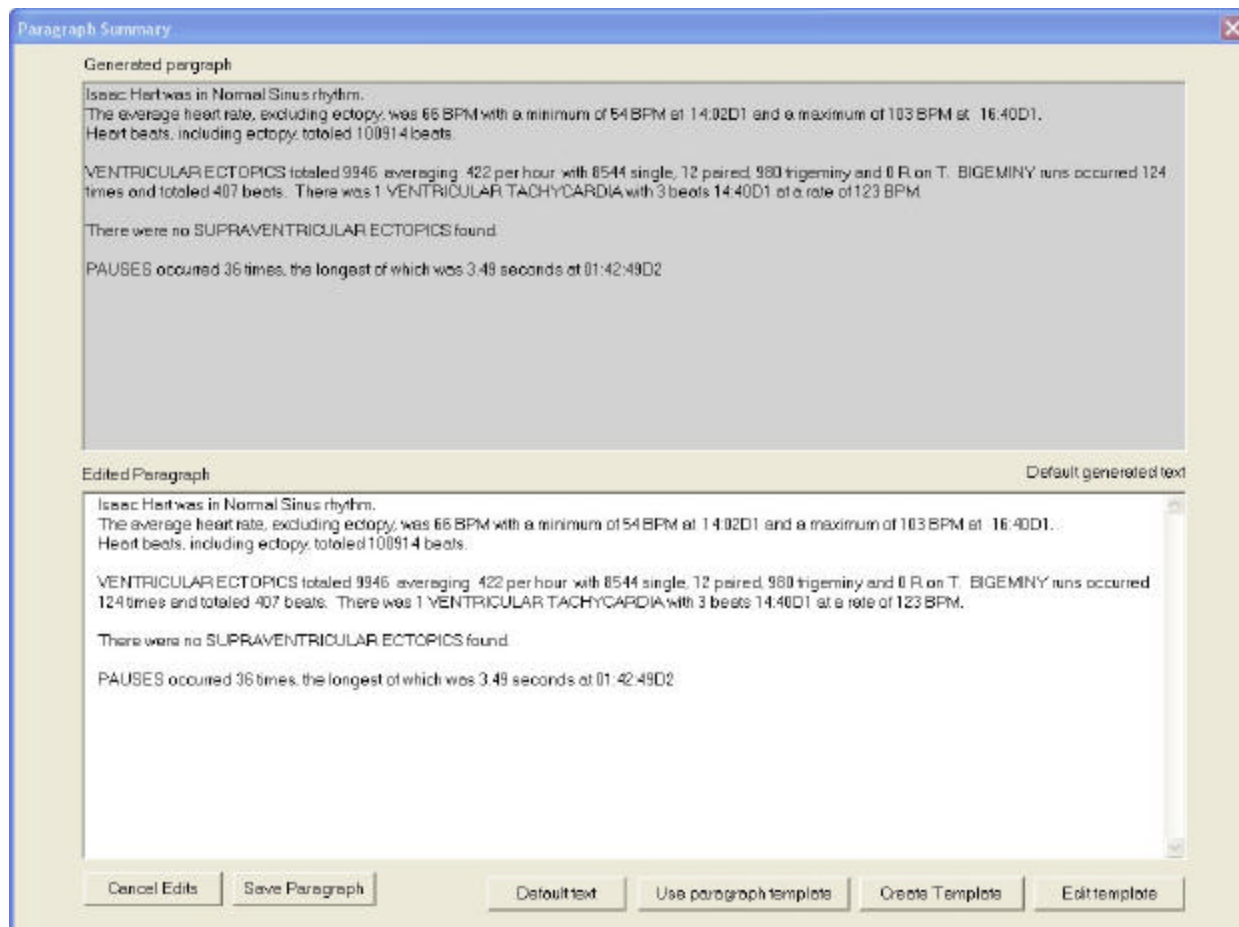 Paragraph Summary
Generated pargraph
Isaac Hart was in Normal Sinus rhythm.
The average heart rate, excluding ectopy, was 66 BPM with a minimum of 54 BPM at 14:02D1 and a maximum of 103 BPM at 16:40D1.
Heart beats, including ectopy, totaled 100914 beats.
VENTRICULAR ECTOPICS totaled 9946 averaging 422 per hour with 8544 single, 12 paired, 980 trigeminy and 0 R on T. BIGEMINY runs occurred 124
times and totaled 407 beats. There was 1 VENTRICULAR TACHYCARDIA with 3 beats 14:40D1 at a rate of 123 BPM.
There were no SUPRAVENTRICULAR ECTOPICS found.
PAUSES occurred 36 times, the longest of which was 3.49 seconds at 01:42:49D2
Edited Paragraph
Default generated text
Isaac Hart was in Normal Sinus rhythm.
The average heart rate, excluding ectopy, was 66 BPM with a minimum of 54 BPM at 14:02D1 and a maximum of 103 BPM at 16:40D1.
Heart beats, including ectopy, totaled 100914 beats.
VENTRICULAR ECTOPICS totaled 9946 averaging 422 per hour with 8544 single, 12 paired, 980 trigeminy and 0 R on T. BIGEMINY runs occurred
124 times and totaled 407 beats. There was 1 VENTRICULAR TACHYCARDIA with 3 beats 14:40D1 at a rate of 123 BPM.
There were no SUPRAVENTRICULAR ECTOPICS found.
PAUSES occurred 36 times, the longest of which was 3.49 seconds at 01:42:49D2
Cancel Edits
Save Paragraph
Default text
Use paragraph template
Create Template
Edit template